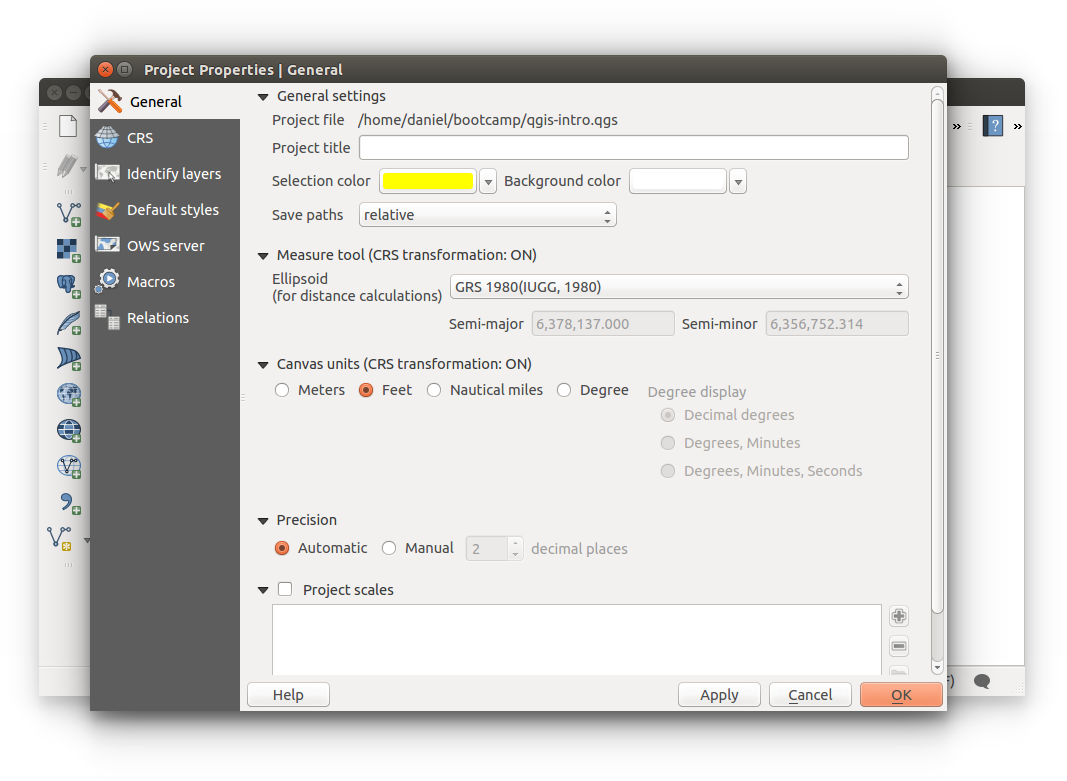 Project Properties | General
General
CRS
Identify layers
Default styles
OWS server
Macros
Relations
General settings
Project file /home/daniel/bootcamp/qgis-intro.qgs
Project title
Selection color Background color
Save paths relative
Measure tool (CRS transformation: ON)
Ellipsoid
(for distance calculations) GRS 1980(IUGG, 1980)
Semi-major 6,378,137.000 Semi-minor 6,356,752.314
Canvas units (CRS transformation: ON)
Meters Feet Nautical miles Degree Degree display
Decimal degrees
Degrees, Minutes
Degrees, Minutes, Seconds
Precision
Automatic Manual 2 decimal places
Project scales
Help Apply Cancel OK